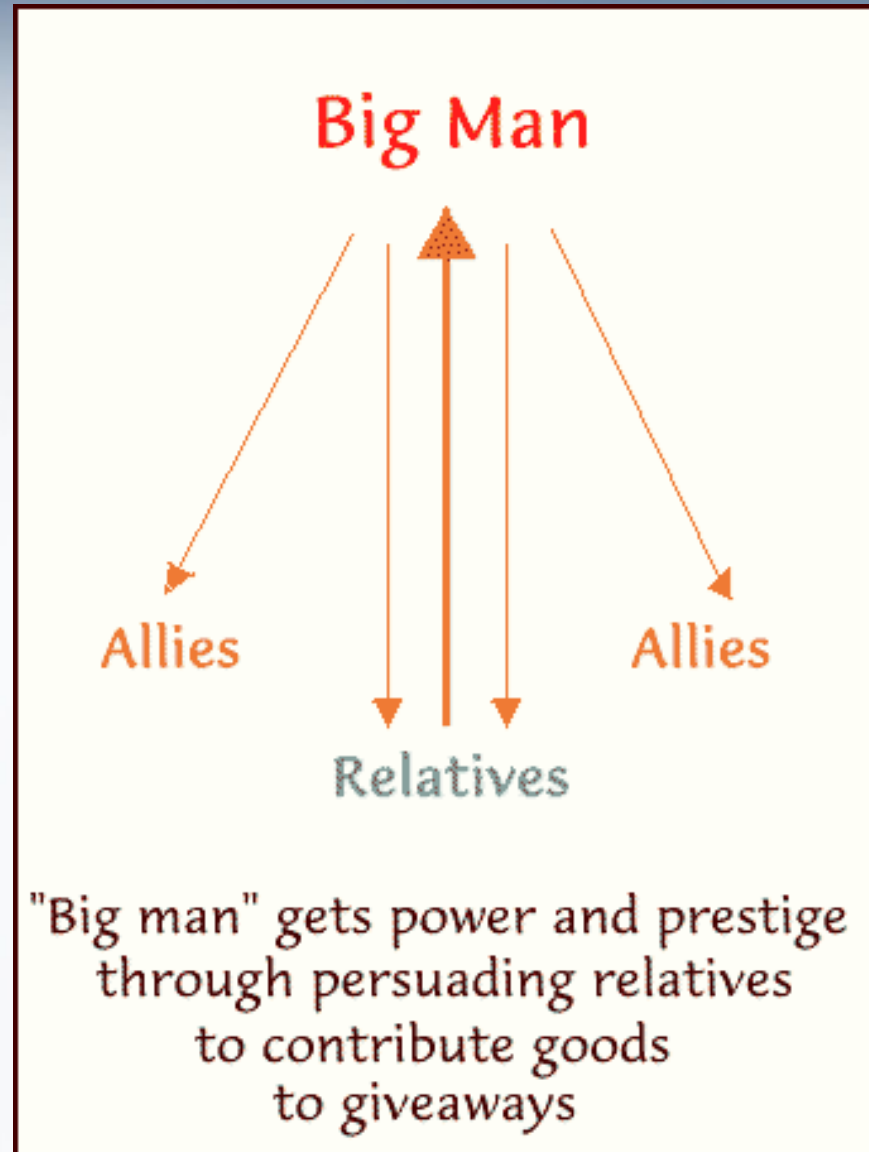 Big Man
Allies
Allies
Relatives
"Big man" gets power and prestige
through persuading relatives
to contribute goods
to giveaways